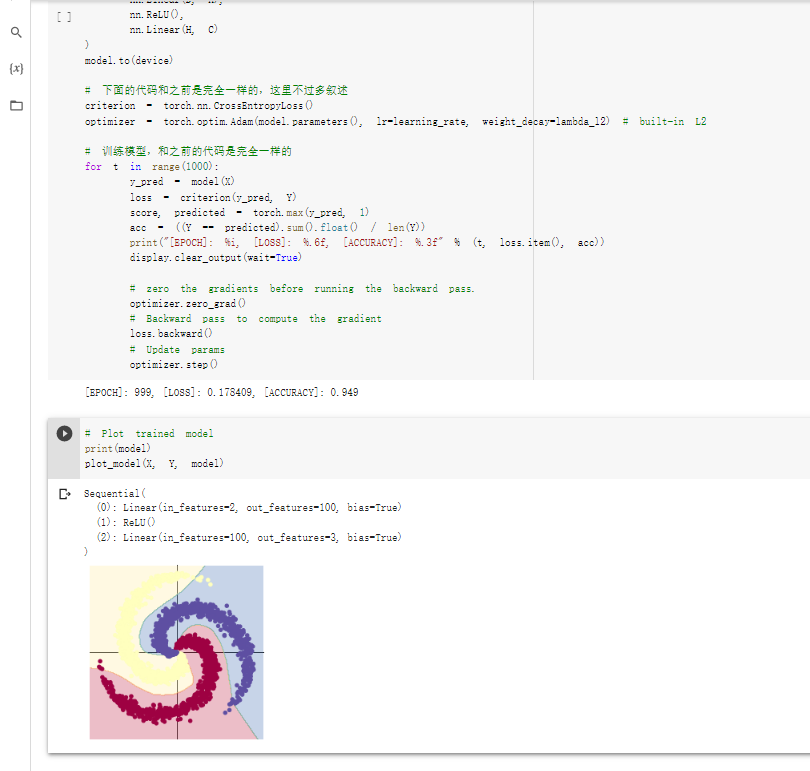 [ ]
nn.ReLU(),
nn.Linear(H, C)
)
model.to(device)
# 下面的代码和之前是完全一样的，这里不过多叙述
criterion = torch.nn.CrossEntropyLoss()
optimizer = torch.optim.Adam(model.parameters(), lr=learning_rate, weight_decay=lambda_l2) # built-in L2
# 训练模型，和之前的代码是完全一样的
for t in range(1000):
y_pred = model(X)
loss = criterion(y_pred, Y)
score, predicted = torch.max(y_pred, 1)
acc = ((Y == predicted).sum().float() / len(Y))
print("[EPOCH]: %i, [LOSS]: %.6f, [ACCURACY]: %.3f" % (t, loss.item(), acc))
display.clear_output(wait=True)
# zero the gradients before running the backward pass.
optimizer.zero_grad()
# Backward pass to compute the gradient
loss.backward()
# Update params
optimizer.step()
[EPOCH]: 999, [LOSS]: 0.178409, [ACCURACY]: 0.949
# Plot trained model
print(model)
plot_model(X, Y, model)
Sequential(
(0): Linear(in_features=2, out_features=100, bias=True)
(1): ReLU()
(2): Linear(in_features=100, out_features=3, bias=True)
)
{x}